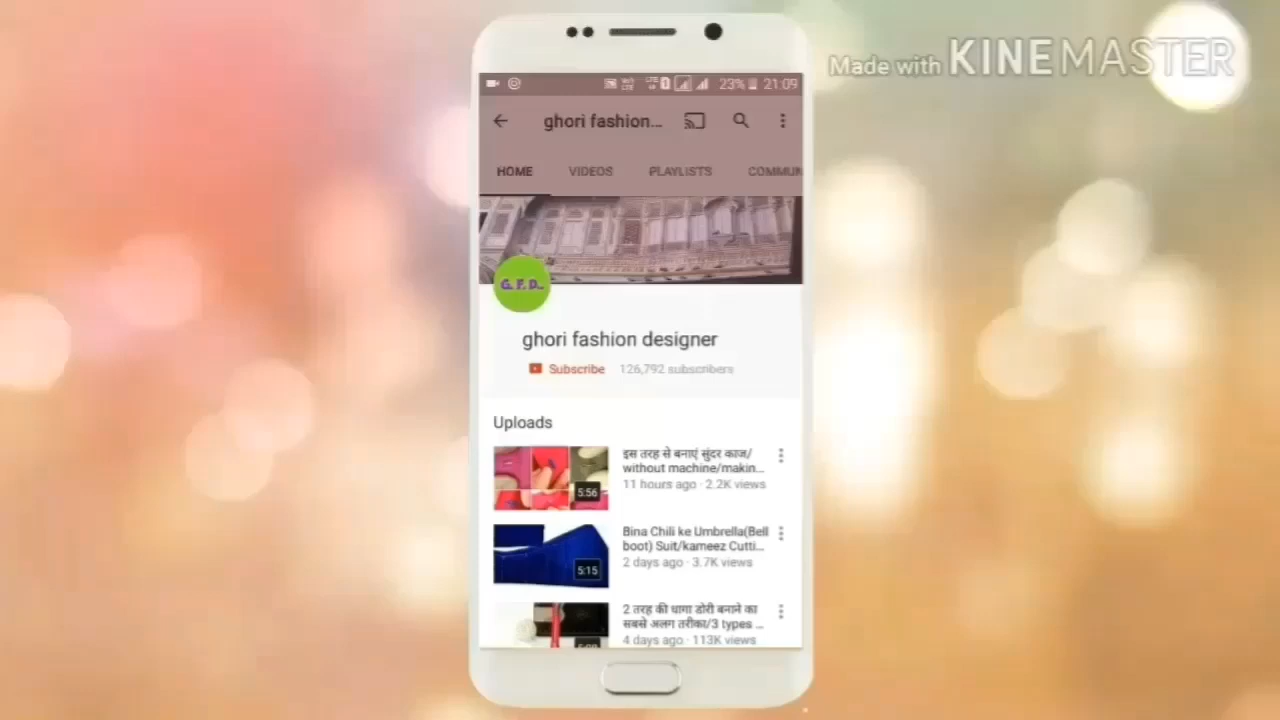 Made with KINEMASTER
23% 21:09
ghori fashion...
HOME VIDEOS PLAYLISTS COMMUN
G. F. D..
ghori fashion designer
Subscribe 126,792 subscribers
Uploads
इस तरह से बनाएं सुंदर काज/
without machine/makin...
11 hours ago · 2.2K views
5:56
Bina Chili ke Umbrella(Bell
boot) Suit/kameez Cutti...
2 days ago · 3.7K views
5:15
2 तरह की धागा डोरी बनाने का
सबसे अलग तरीका/3 types ...
4 days ago · 113K views